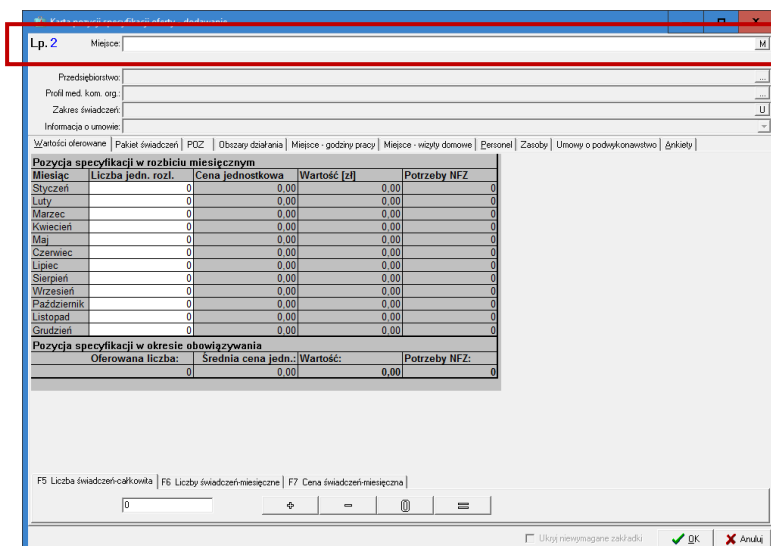 Karta pozycji specyfikacji oferty - dodawanie
Lp. 2 Miejsce: M
Przedsiębiorstwo: ...
Profil med. kom. org.: ...
Zakres świadczeń: U
Informacja o umowie:
Wartości oferowane Pakiet świadczeń POZ Obszary działania Miejsce - godziny pracy Miejsce - wizyty domowe Personel Zasoby Umowy o podwykonawstwo Ankiety
Pozycja specyfikacji w rozbiciu miesięcznym
Miesiąc Liczba jedn. rozl. Cena jednostkowa Wartość [zł] Potrzeby NFZ
Styczeń 0 0,00 0,00 0
Luty 0 0,00 0,00 0
Marzec 0 0,00 0,00 0
Kwiecień 0 0,00 0,00 0
Maj 0 0,00 0,00 0
Czerwiec 0 0,00 0,00 0
Lipiec 0 0,00 0,00 0
Sierpień 0 0,00 0,00 0
Wrzesień 0 0,00 0,00 0
Październik 0 0,00 0,00 0
Listopad 0 0,00 0,00 0
Grudzień 0 0,00 0,00 0
Pozycja specyfikacji w okresie obowiązywania
Oferowana liczba: Średnia cena jedn.: Wartość: Potrzeby NFZ:
0 0,00 0,00 0
F5 Liczba świadczeń-całkowita F6 Liczby świadczeń-miesięczne F7 Cena świadczeń-miesięczna
0 + - 0 =
Ukryj niewymagane zakładki OK Anuluj